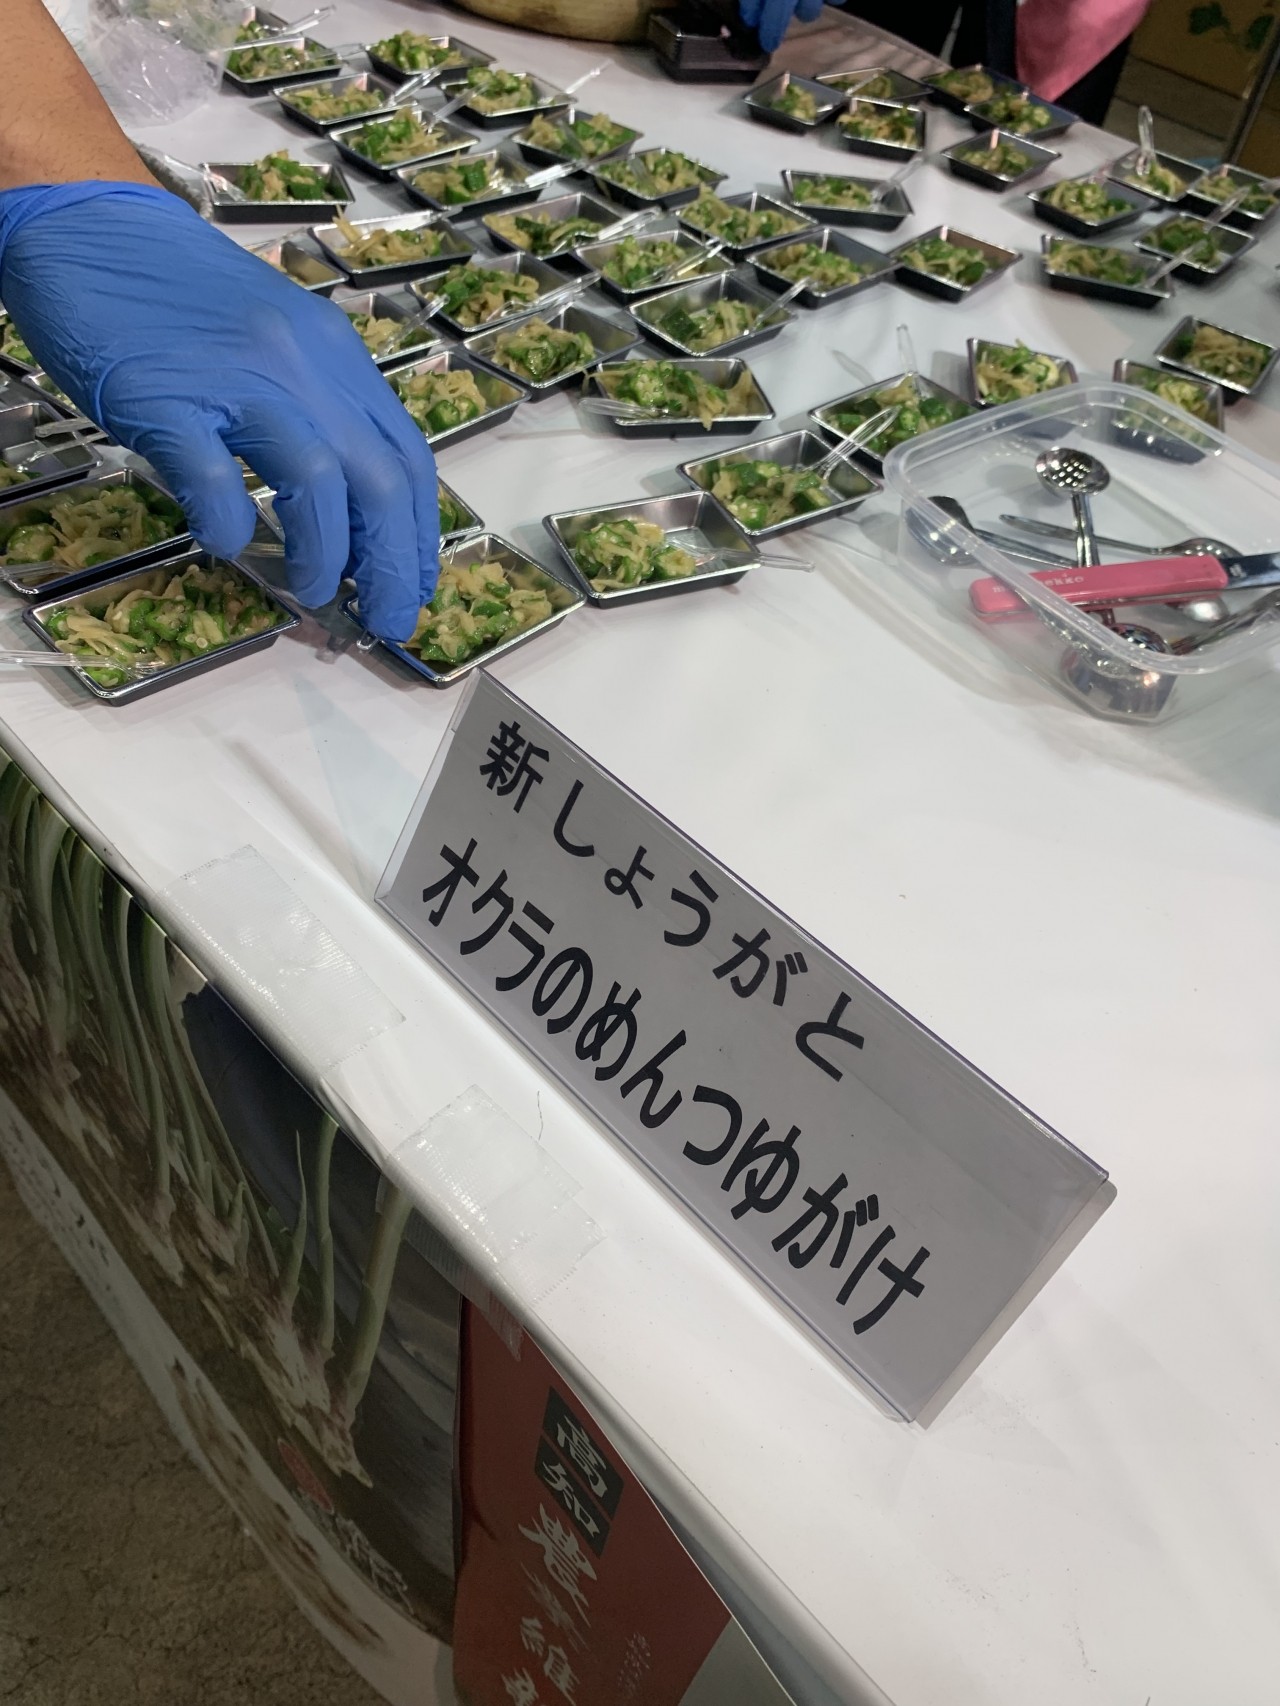 新しょうがと
オクラのめんつゆがけ
高知